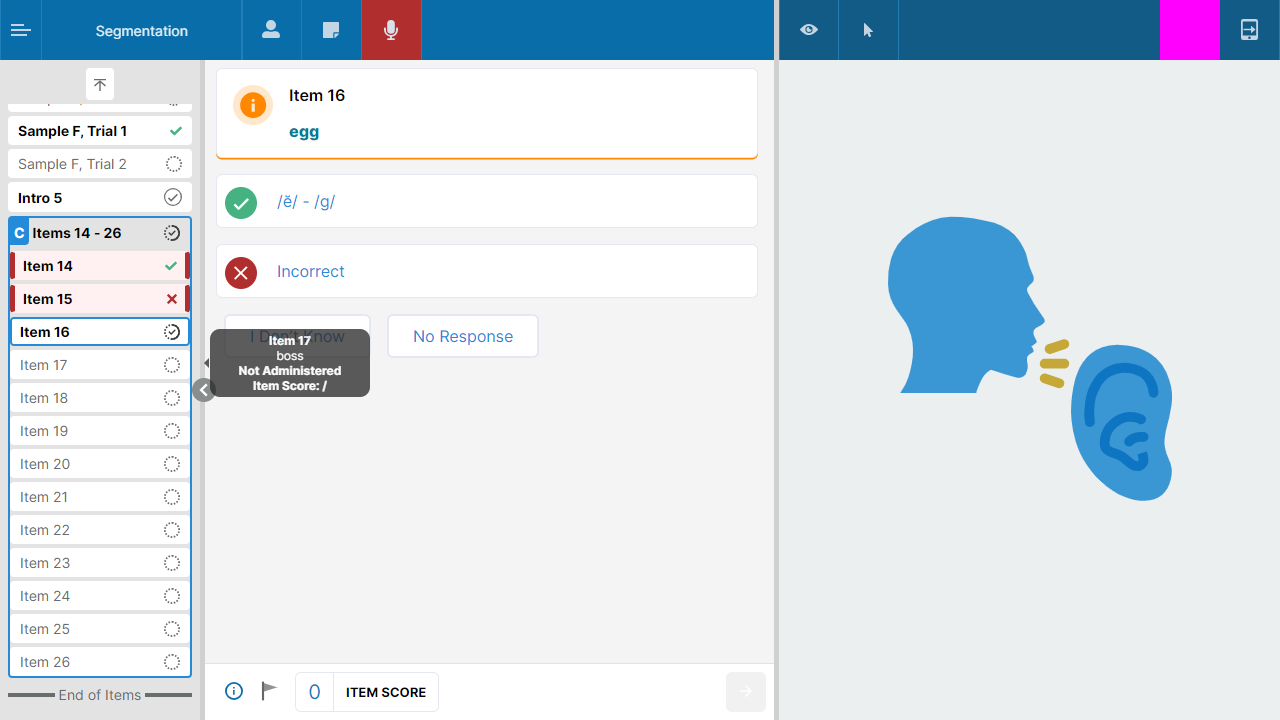 Segmentation
Sample F, Trial 1
Sample F, Trial 2
Intro 5
C Items 14 - 26
Item 14
Item 15
Item 16
Item 17
Item 18
Item 19
Item 20
Item 21
Item 22
Item 23
Item 24
Item 25
Item 26
End of Items
Item 16
egg
/ĕ/ - /g/
Incorrect
I Don't Know
No Response
Item 17
boss
Not Administered
Item Score: /
0 ITEM SCORE